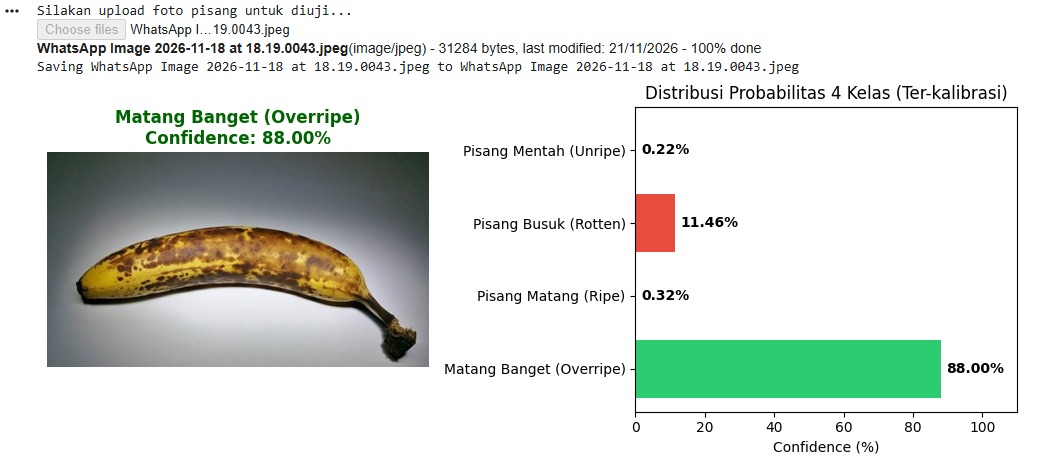 ••• Silakan upload foto pisang untuk diuji...
Choose files WhatsApp I...19.0043.jpeg
WhatsApp Image 2026-11-18 at 18.19.0043.jpeg(image/jpeg) - 31284 bytes, last modified: 21/11/2026 - 100% done
Saving WhatsApp Image 2026-11-18 at 18.19.0043.jpeg to WhatsApp Image 2026-11-18 at 18.19.0043.jpeg
Matang Banget (Overripe)
Confidence: 88.00%
Distribusi Probabilitas 4 Kelas (Ter-kalibrasi)
Pisang Mentah (Unripe) 0.22%
Pisang Busuk (Rotten) 11.46%
Pisang Matang (Ripe) 0.32%
Matang Banget (Overripe) 88.00%
0 20 40 60 80 100
Confidence (%)